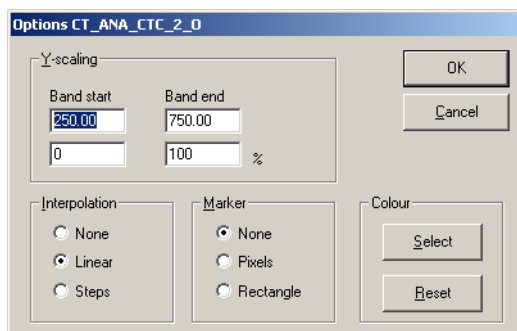 Options CT_ANA_CTC_2_O
Y-scaling
Band start Band end
250.00 750.00
0 100 %
OK
Cancel
Interpolation
None
Linear
Steps
Marker
None
Pixels
Rectangle
Colour
Select
Reset